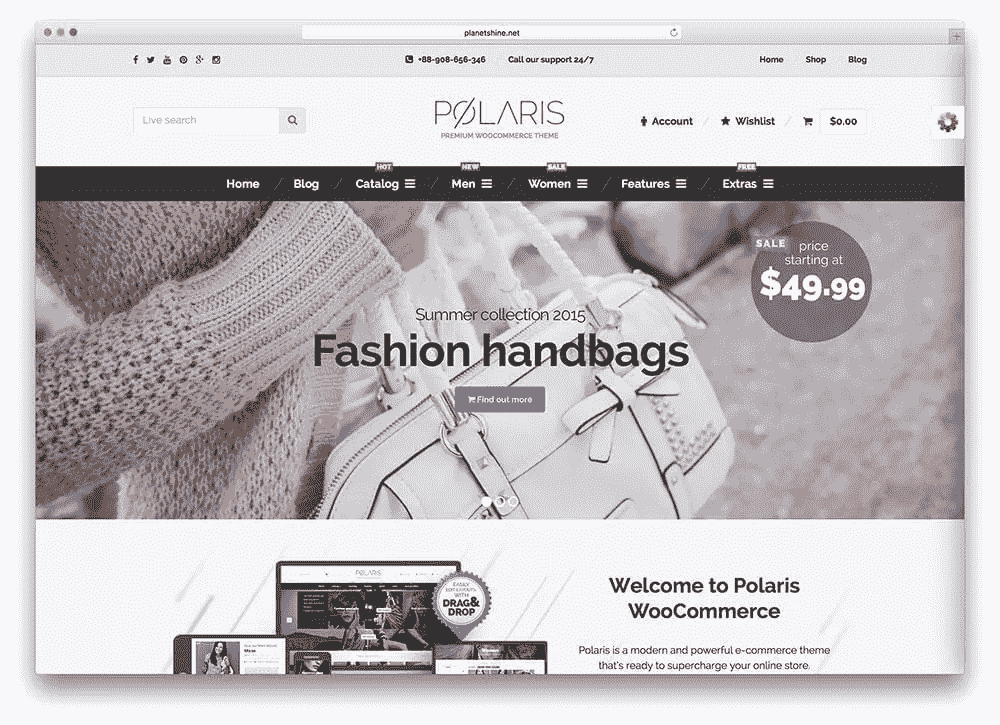 planetshine.net
+88-908-656-346 Call our support 24/7 Home Shop Blog
Live search
POLARIS
PREMIUM WOOCOMMERCE THEME
Account / Wishlist / $0.00
HOT NEW SALE FREE
Home / Blog / Catalog / Men / Women / Features / Extras
SALE price
starting at
$49.99
Summer collection 2015
Fashion handbags
Find out more
POLARIS
EASILY
EDIT LAYOUTS
WITH
DRAG&
DROP
Welcome to Polaris
WooCommerce
Polaris is a modern and powerful e-commerce theme
that's ready to supercharge your online store.